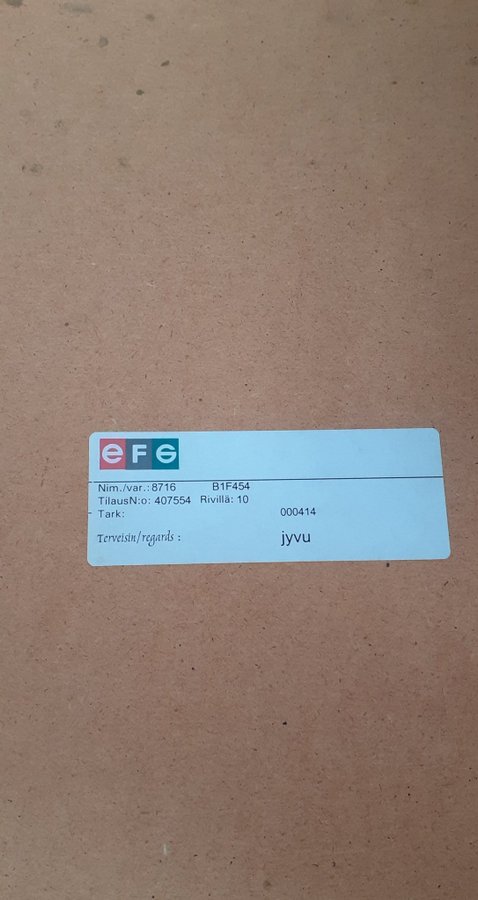 eFG
Nim./var.:8716 B1F454
TilausN:o: 407554 Rivillä: 10
Tark: 000414
Terveisin/regards : jyvu